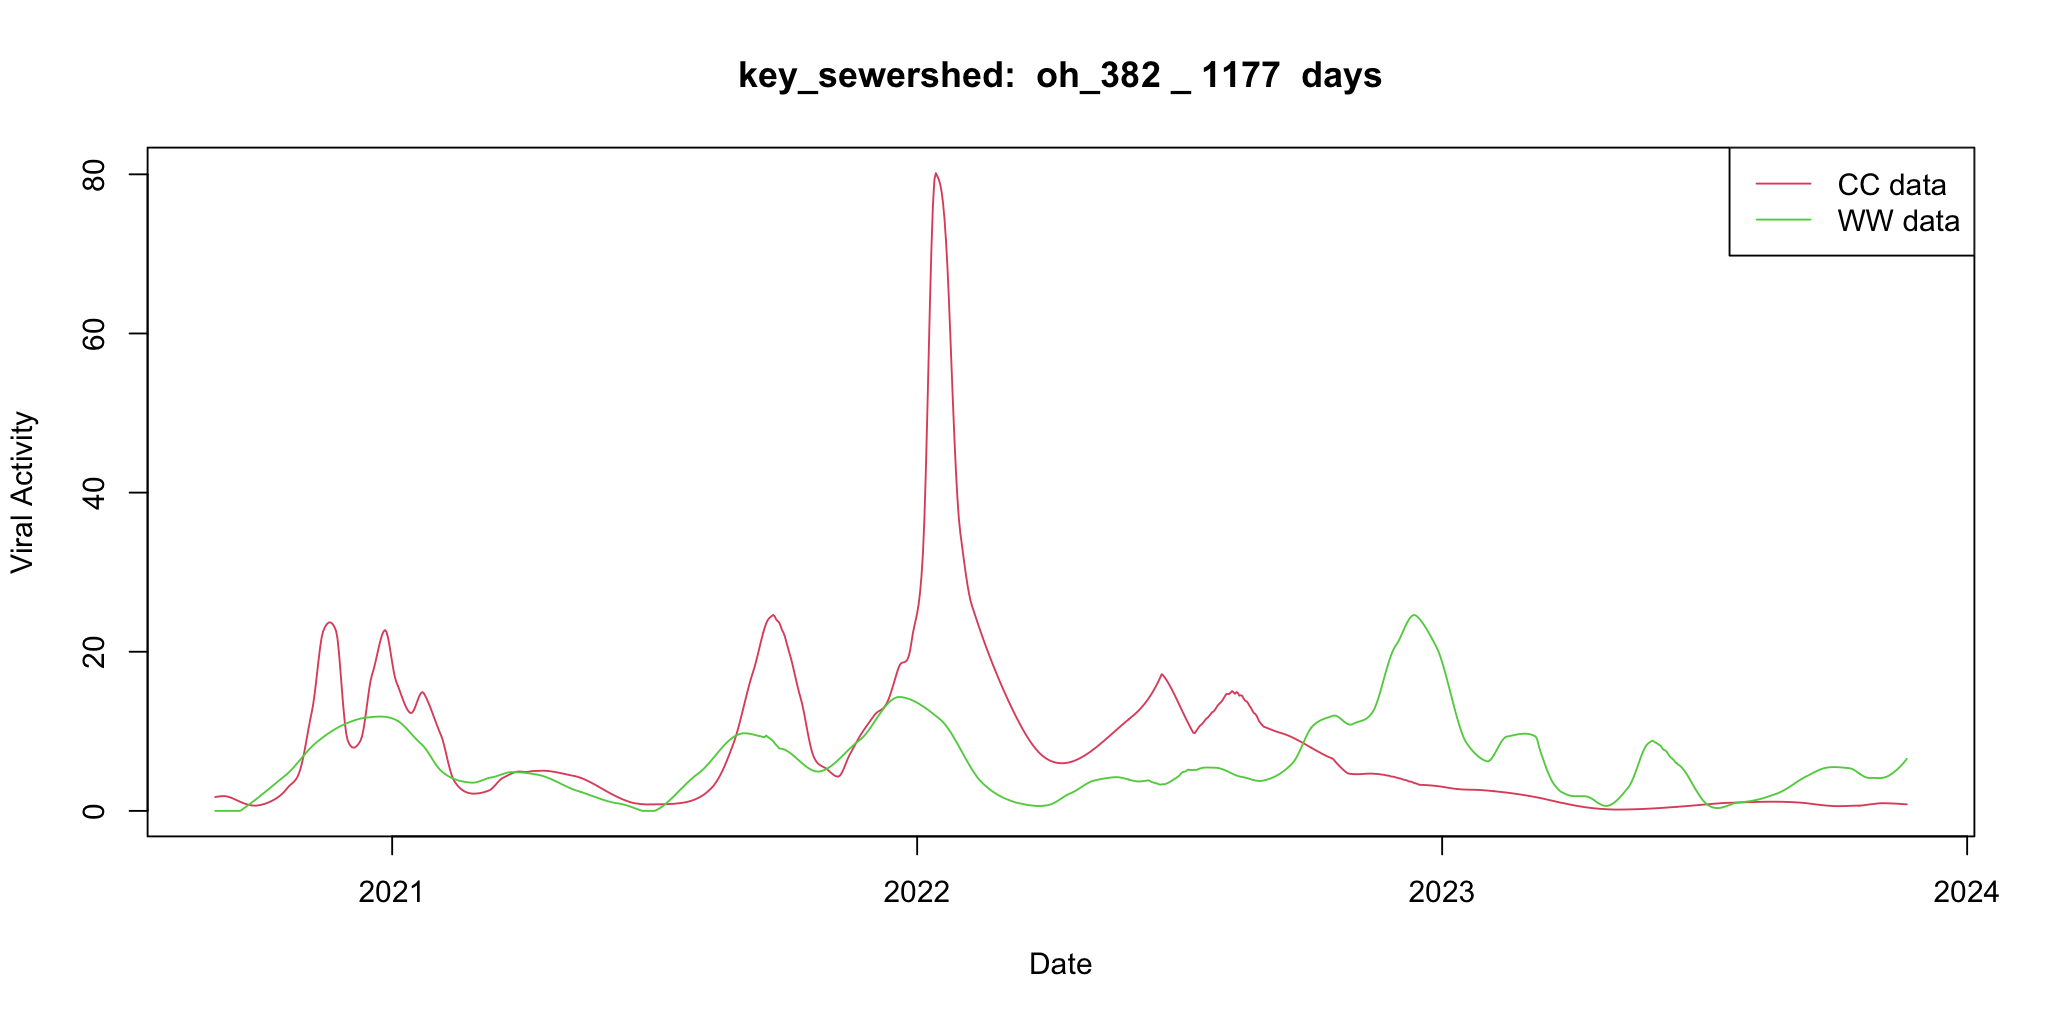 key_sewershed:  oh_382 _ 1177  days
CC data
WW data
80
60
40
20
0
Viral Activity
2021
2022
2023
2024
Date